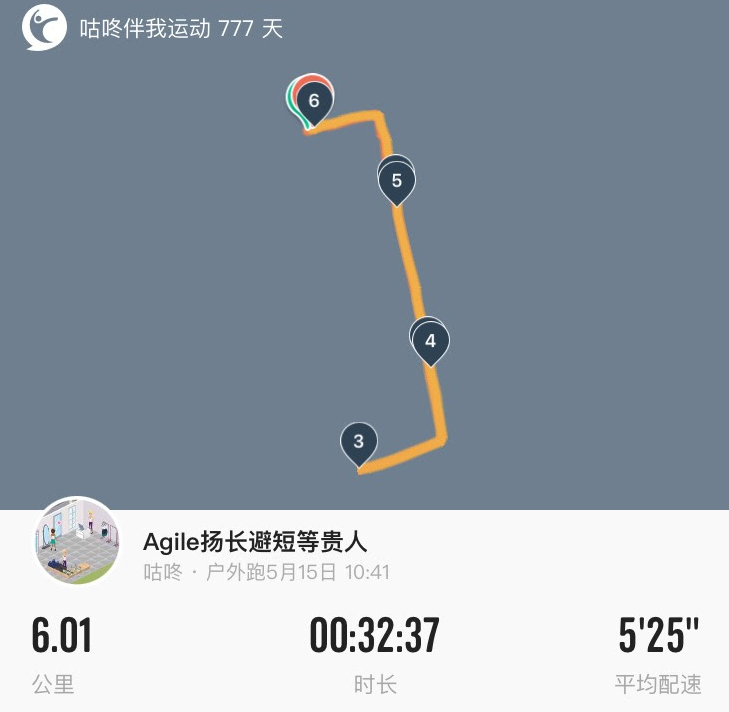 咕咚伴我运动 777 天
6
5
4
3
Agile扬长避短等贵人
咕咚 · 户外跑5月15日 10:41
6.01 00:32:37 5'25"
公里 时长 平均配速